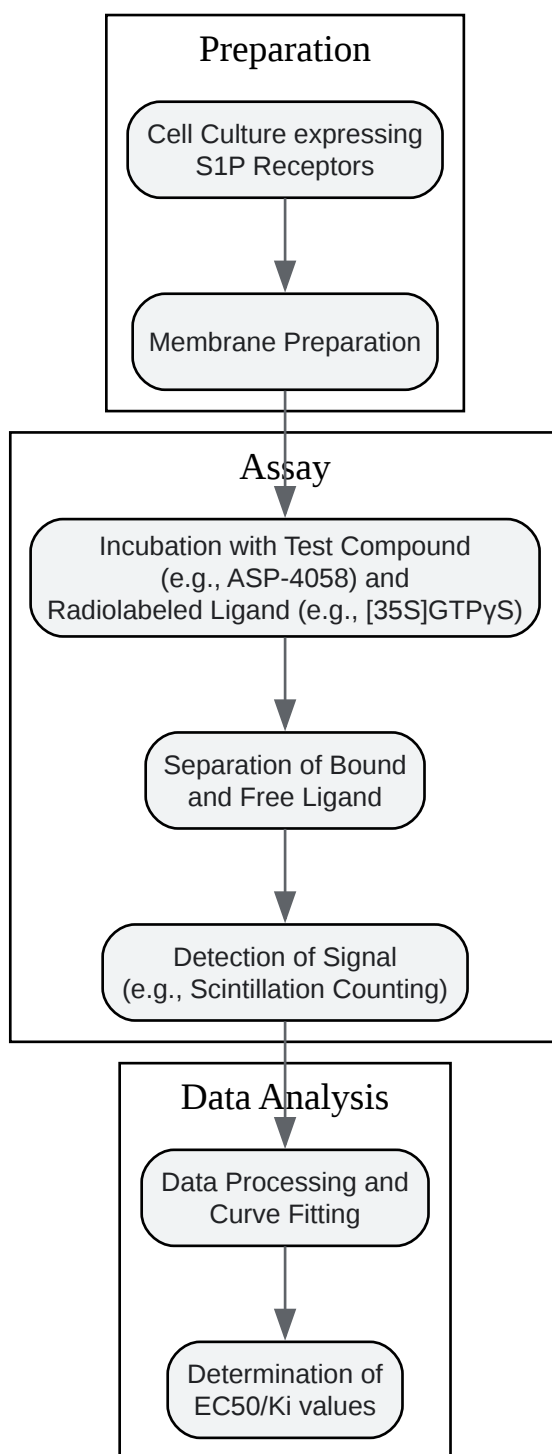 Preparation
Cell Culture expressing
S1P Receptors
Membrane Preparation
Assay
Incubation with Test Compound
(e.g., ASP-4058) and
Radiolabeled Ligand (e.g., [35S]GTPγS)
Separation of Bound
and Free Ligand
Detection of Signal
(e.g., Scintillation Counting)
Data Analysis
Data Processing and
Curve Fitting
Determination of
EC50/Ki values